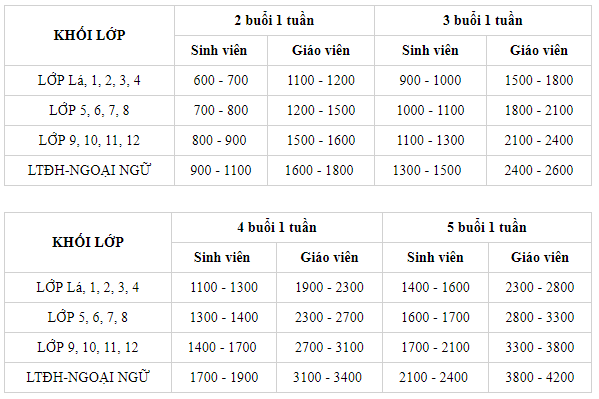 KHỐI LỚP 2 buổi 1 tuần 3 buổi 1 tuần
Sinh viên Giáo viên Sinh viên Giáo viên
LỚP Lá, 1, 2, 3, 4 600 - 700 1100 - 1200 900 - 1000 1500 - 1800
LỚP 5, 6, 7, 8 700 - 800 1200 - 1500 1000 - 1100 1800 - 2100
LỚP 9, 10, 11, 12 800 - 900 1500 - 1600 1100 - 1300 2100 - 2400
LTĐH-NGOẠI NGỮ 900 - 1100 1600 - 1800 1300 - 1500 2400 - 2600
KHỐI LỚP 4 buổi 1 tuần 5 buổi 1 tuần
Sinh viên Giáo viên Sinh viên Giáo viên
LỚP Lá, 1, 2, 3, 4 1100 - 1300 1900 - 2300 1400 - 1600 2300 - 2800
LỚP 5, 6, 7, 8 1300 - 1400 2300 - 2700 1600 - 1700 2800 - 3300
LỚP 9, 10, 11, 12 1400 - 1700 2700 - 3100 1700 - 2100 3300 - 3800
LTĐH-NGOẠI NGỮ 1700 - 1900 3100 - 3400 2100 - 2400 3800 - 4200